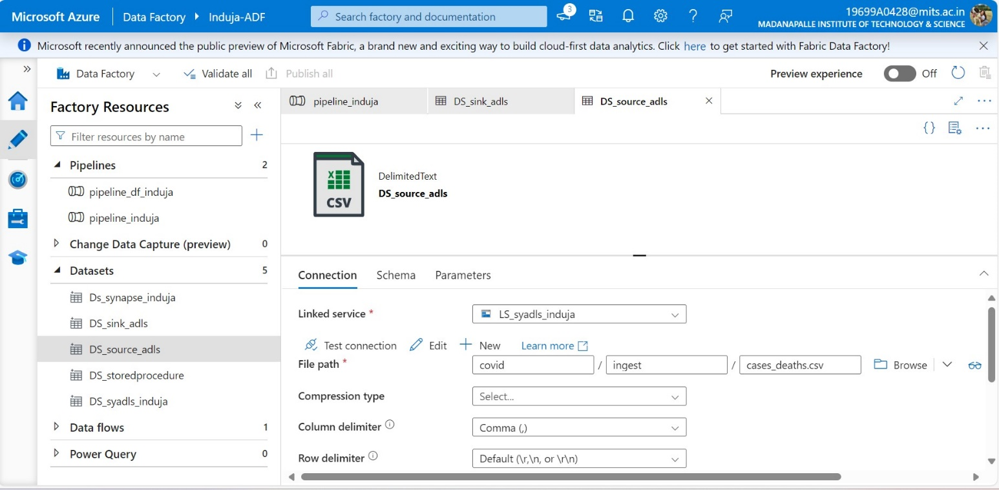 Microsoft Azure Data Factory Induja-ADF Search factory and documentation 3 19699A0428@mits.ac.in
MADANAPALLE INSTITUTE OF TECHNOLOGY & SCIENCE
Microsoft recently announced the public preview of Microsoft Fabric, a brand new and exciting way to build cloud-first data analytics. Click here to get started with Fabric Data Factory!
Data Factory Validate all Publish all Preview experience Off
Factory Resources
Filter resources by name
Pipelines 2
pipeline_df_induja
pipeline_induja
Change Data Capture (preview) 0
Datasets 5
Ds_synapse_induja
DS_sink_adls
DS_source_adls
DS_storedprocedure
DS_syadls_induja
Data flows 1
Power Query 0
pipeline_induja DS_sink_adls DS_source_adls
{}
X
CSV
DelimitedText
DS_source_adls
Connection Schema Parameters
Linked service * LS_syadls_induja
Test connection Edit New Learn more
File path * covid / ingest / cases_deaths.csv Browse
Compression type Select...
Column delimiter Comma (,)
Row delimiter Default (\r,\n, or \r\n)